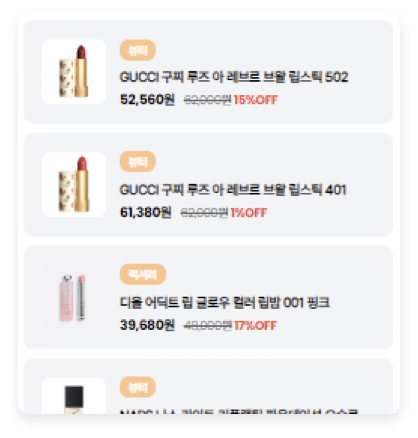 뷰티
GUCCI 구찌 루즈 아 레브르 브왈 립스틱 502
52,560원 62,000원 15%OFF
뷰티
GUCCI 구찌 루즈 아 레브르 브왈 립스틱 401
61,380원 62,000원 1%OFF
럭셔리
디올 어딕트 립 글로우 컬러 립밤 001 핑크
39,680원 48,000원 17%OFF
뷰티